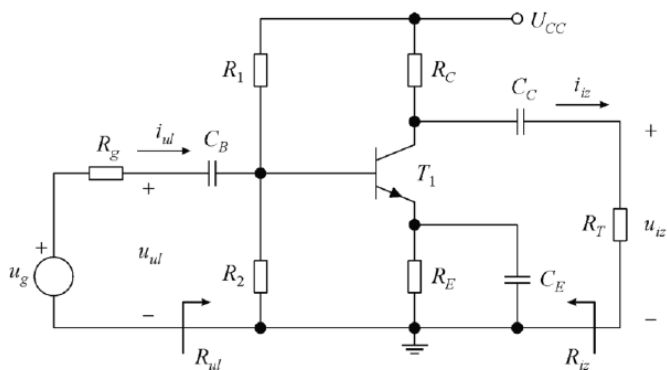 U_CC
R_1
R_C
C_C
i_iz
R_g
i_ul
C_B
+
+
T_1
+
u_g
u_ul
R_2
R_E
C_E
R_T
u_iz
−
−
R_ul
R_iz